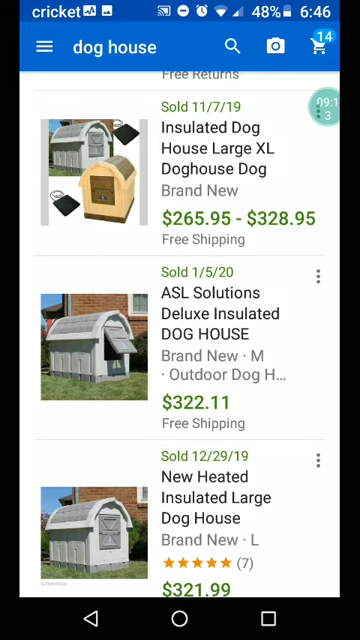 cricket 48% 6:46
dog house 14
Free Returns
Sold 11/7/19
09:1
3
Insulated Dog
House Large XL
Doghouse Dog
Brand New
$265.95 - $328.95
Free Shipping
Sold 1/5/20
ASL Solutions
Deluxe Insulated
DOG HOUSE
Brand New · M
· Outdoor Dog H...
$322.11
Free Shipping
Sold 12/29/19
New Heated
Insulated Large
Dog House
Brand New · L
(7)
$321.99